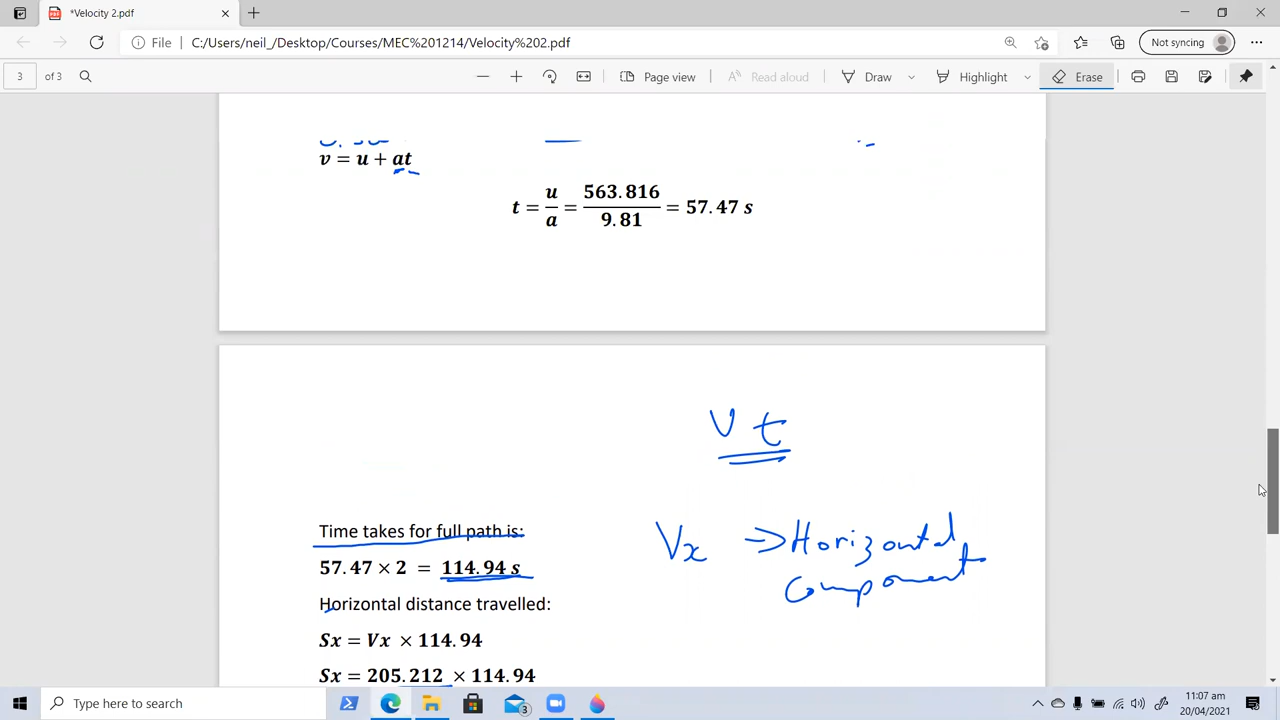 *Velocity 2.pdf
File C:/Users/neil_/Desktop/Courses/MEC%201214/Velocity%202.pdf
Not syncing
3 of 3 Page view Read aloud Draw Highlight Erase
v = u + at
t = u/a = 563.816/9.81 = 57.47 s
V t
Time takes for full path is:
Vx ⇒ Horizontal
component
57.47 × 2 = 114.94 s
Horizontal distance travelled:
Sx = Vx × 114.94
Sx = 205.212 × 114.94
Type here to search
3
11:07 am
20/04/2021